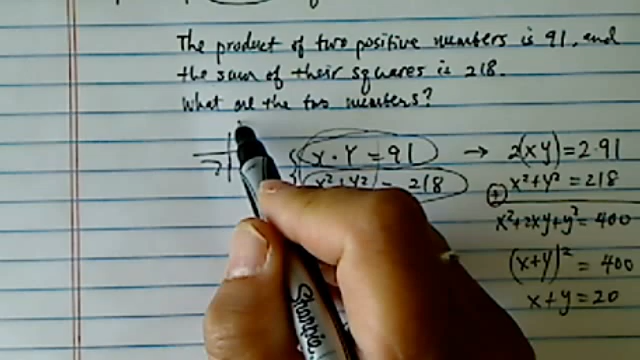 The product of two positive numbers is 91, and
the sum of their squares is 218.
What are the two numbers?
x · y = 91 → 2(xy) = 2·91
x² + y² = 218 + x² + y² = 218
x² + 2xy + y² = 400
(x + y)² = 400
x + y = 20
Sharpie